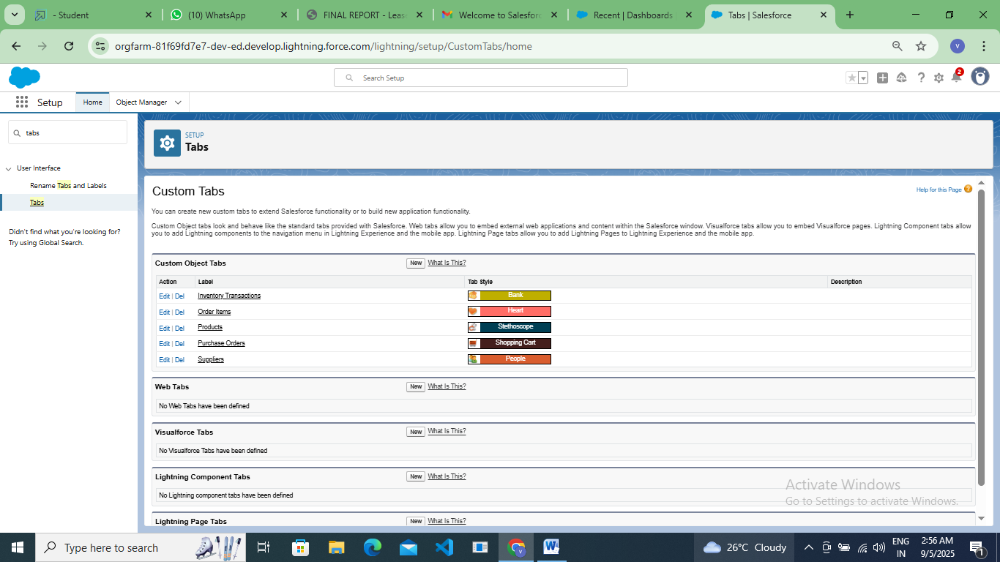 - Student
(10) WhatsApp
FINAL REPORT - Leas
Welcome to Salesforc
Recent | Dashboards
Tabs | Salesforce
orgfarm-81f69fd7e7-dev-ed.develop.lightning.force.com/lightning/setup/CustomTabs/home
V
Search Setup
2
Setup
Home
Object Manager
tabs
User Interface
Rename Tabs and Labels
Tabs
Didn't find what you're looking for?
Try using Global Search.
SETUP
Tabs
Custom Tabs
Help for this Page
You can create new custom tabs to extend Salesforce functionality or to build new application functionality.
Custom Object tabs look and behave like the standard tabs provided with Salesforce. Web tabs allow you to embed external web applications and content within the Salesforce window. Visualforce tabs allow you to embed Visualforce pages. Lightning Component tabs allow
you to add Lightning components to the navigation menu in Lightning Experience and the mobile app. Lightning Page tabs allow you to add Lightning Pages to Lightning Experience and the mobile app.
Custom Object Tabs New What Is This?
Action Label Tab Style Description
Edit | Del Inventory Transactions Bank
Edit | Del Order Items Heart
Edit | Del Products Stethoscope
Edit | Del Purchase Orders Shopping Cart
Edit | Del Suppliers People
Web Tabs New What Is This?
No Web Tabs have been defined
Visualforce Tabs New What Is This?
No Visualforce Tabs have been defined
Lightning Component Tabs New What Is This?
No Lightning component tabs have been defined
Lightning Page Tabs New What Is This?
Activate Windows
Go to Settings to activate Windows.
Type here to search
26°C Cloudy
ENG
IN
2:56 AM
9/5/2025
1